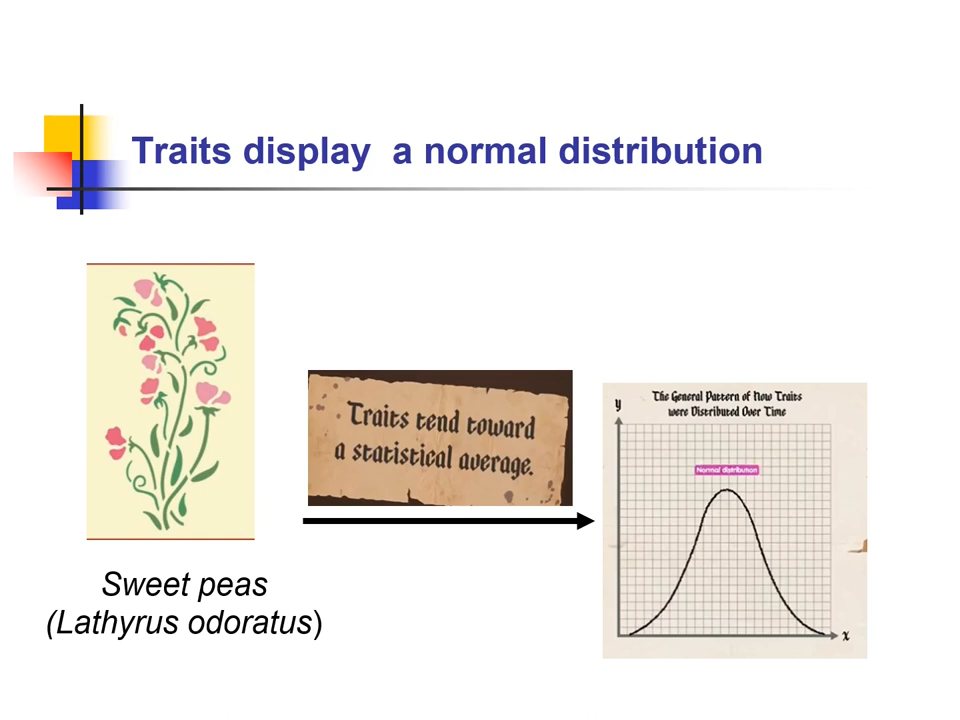 Traits display  a normal distribution
Traits tend toward
a statistical average.
The General Pattern of How Traits
were Distributed Over Time
y
Normal distribution
x
Sweet peas
(Lathyrus odoratus)